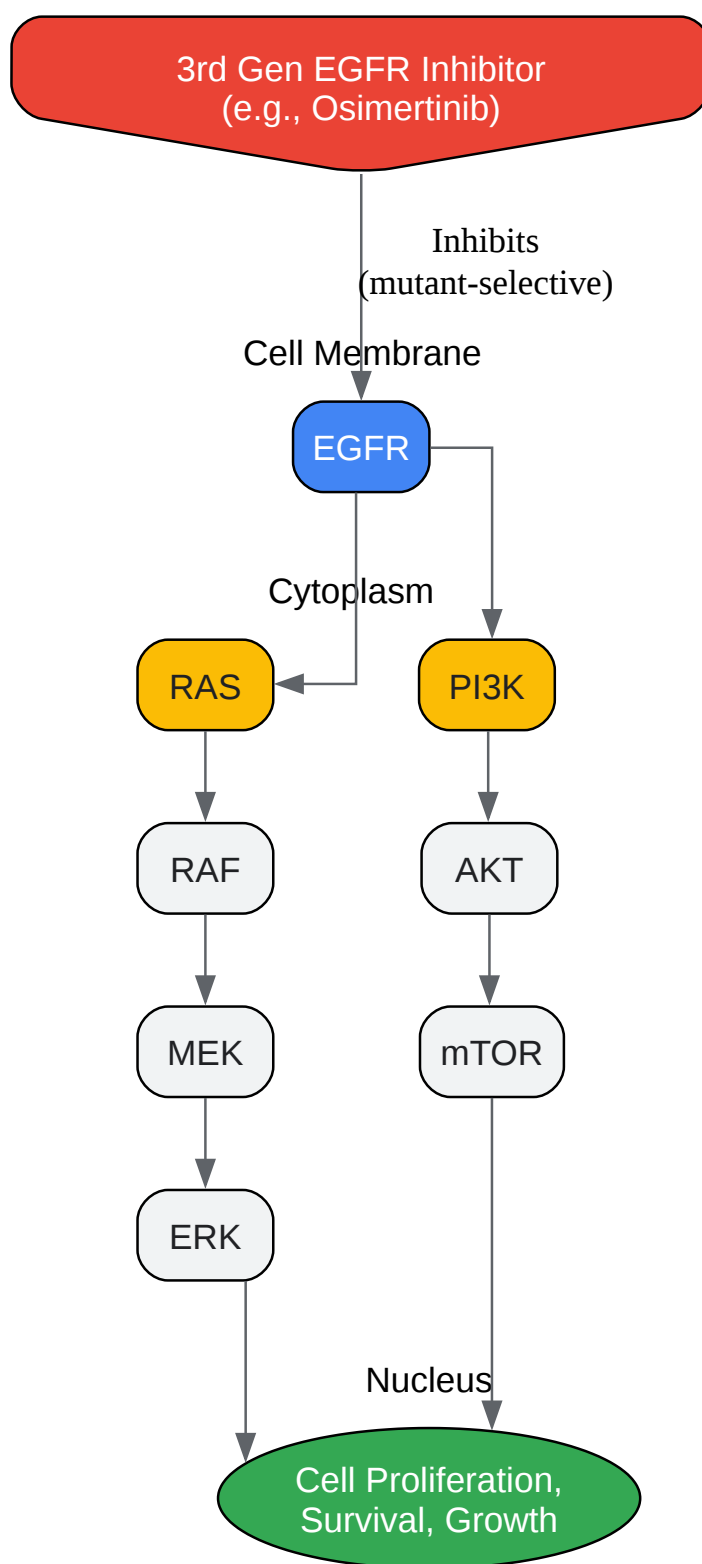 3rd Gen EGFR Inhibitor
(e.g., Osimertinib)
Inhibits
(mutant-selective)
Cell Membrane
EGFR
Cytoplasm
RAS
PI3K
RAF
AKT
MEK
mTOR
ERK
Nucleus
Cell Proliferation,
Survival, Growth